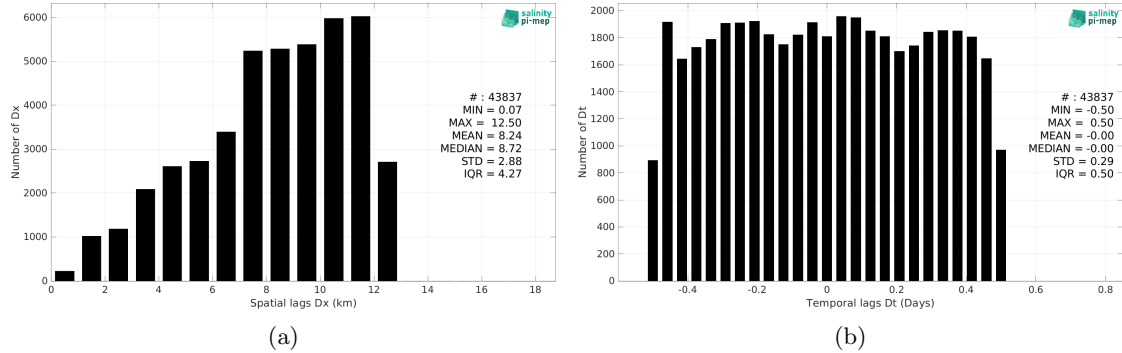 6000
5000
4000
3000
2000
1000
0
Number of Dx
salinity
pi-mep
# : 43837
MIN = 0.07
MAX = 12.50
MEAN = 8.24
MEDIAN = 8.72
STD = 2.88
IQR = 4.27
0 2 4 6 8 10 12 14 16 18
Spatial lags Dx (km)
(a)
2000
1800
1600
1400
1200
1000
800
600
400
200
0
Number of Dt
salinity
pi-mep
# : 43837
MIN = -0.50
MAX = 0.50
MEAN = -0.00
MEDIAN = -0.00
STD = 0.29
IQR = 0.50
-0.4 -0.2 0 0.2 0.4 0.6 0.8
Temporal lags Dt (Days)
(b)